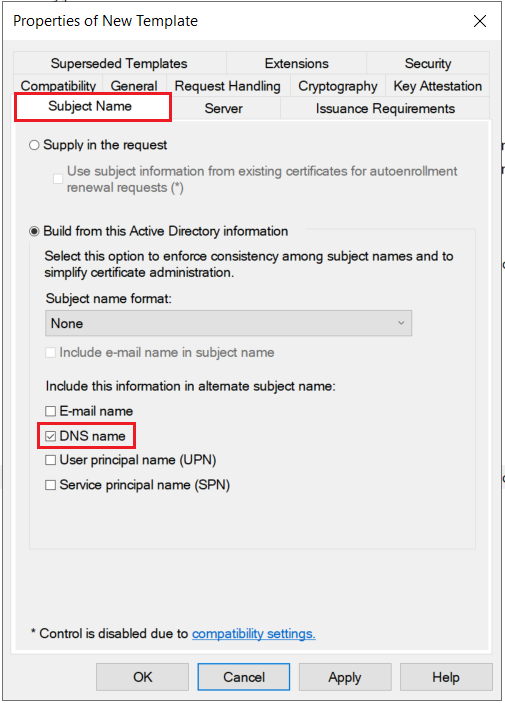 Properties of New Template
Superseded Templates Extensions Security
Compatibility General Request Handling Cryptography Key Attestation
Subject Name Server Issuance Requirements
Supply in the request
Use subject information from existing certificates for autoenrollment
renewal requests (*)
Build from this Active Directory information
Select this option to enforce consistency among subject names and to
simplify certificate administration.
Subject name format:
None
Include e-mail name in subject name
Include this information in alternate subject name:
E-mail name
DNS name
User principal name (UPN)
Service principal name (SPN)
* Control is disabled due to compatibility settings.
OK Cancel Apply Help